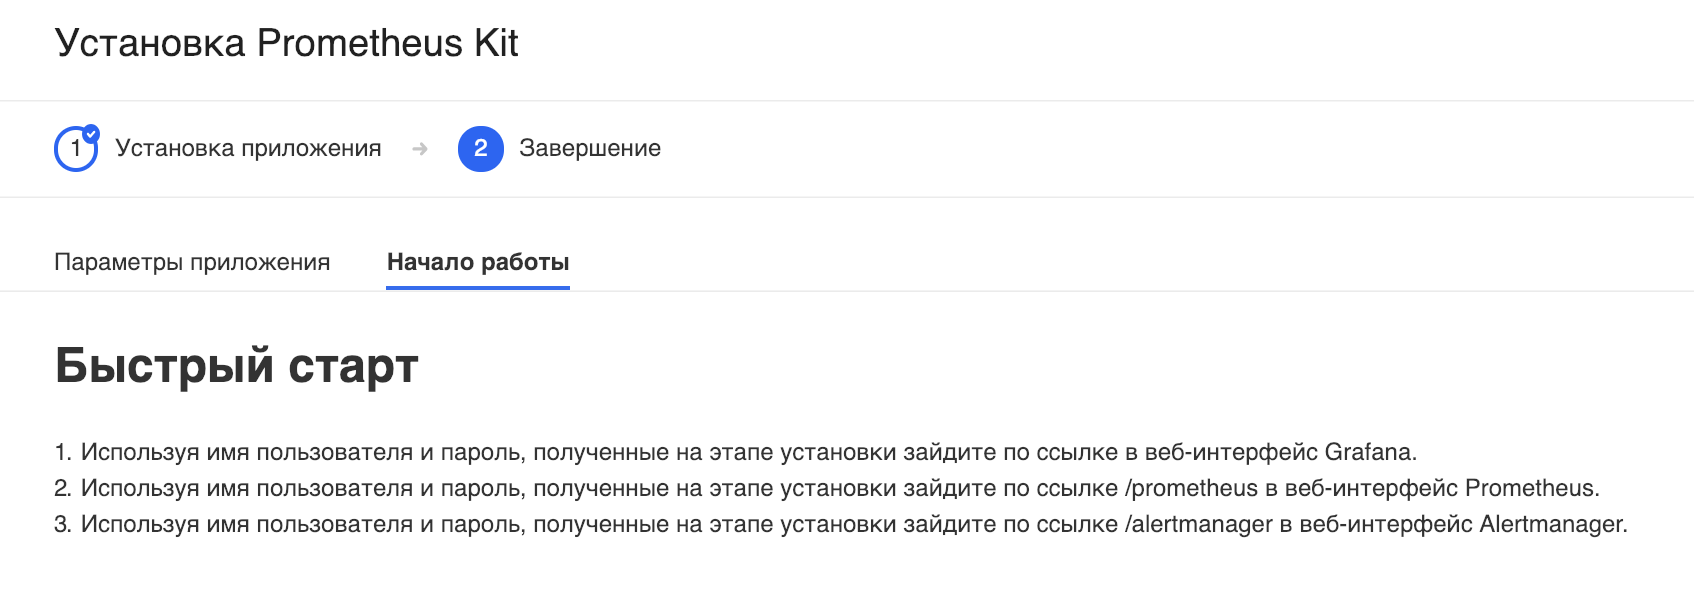 Установка Prometheus Kit
1 Установка приложения → 2 Завершение
Параметры приложения Начало работы
Быстрый старт
1. Используя имя пользователя и пароль, полученные на этапе установки зайдите по ссылке в веб-интерфейс Grafana.
2. Используя имя пользователя и пароль, полученные на этапе установки зайдите по ссылке /prometheus в веб-интерфейс Prometheus.
3. Используя имя пользователя и пароль, полученные на этапе установки зайдите по ссылке /alertmanager в веб-интерфейс Alertmanager.